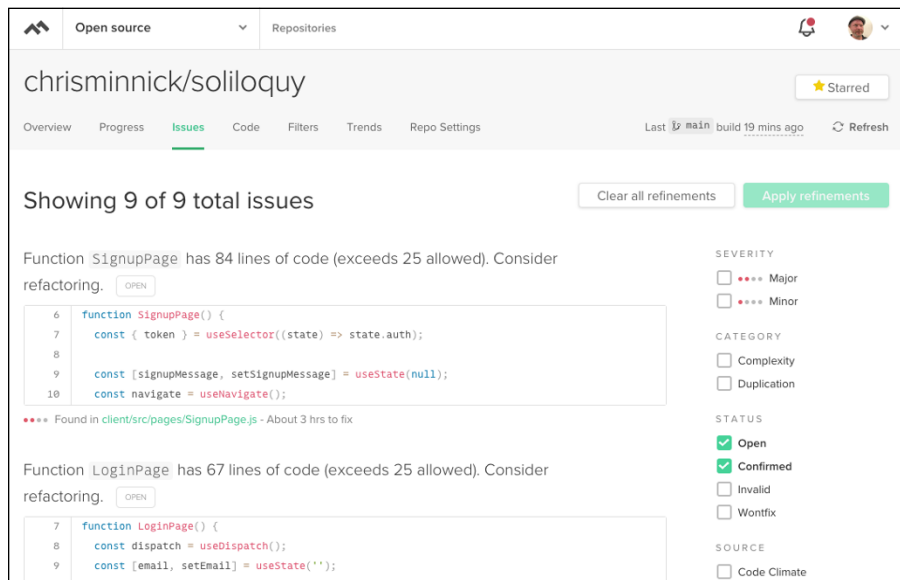 Open source
Repositories
chrisminnick/soliloquy
Starred
Overview Progress Issues Code Filters Trends Repo Settings
Last main build 19 mins ago Refresh
Showing 9 of 9 total issues
Clear all refinements
Apply refinements
Function SignupPage has 84 lines of code (exceeds 25 allowed). Consider
refactoring. OPEN
6 function SignupPage() {
7 const { token } = useSelector((state) => state.auth);
8
9 const [signupMessage, setSignupMessage] = useState(null);
10 const navigate = useNavigate();
Found in client/src/pages/SignupPage.js - About 3 hrs to fix
Function LoginPage has 67 lines of code (exceeds 25 allowed). Consider
refactoring. OPEN
7 function LoginPage() {
8 const dispatch = useDispatch();
9 const [email, setEmail] = useState('');
SEVERITY
Major
Minor
CATEGORY
Complexity
Duplication
STATUS
Open
Confirmed
Invalid
Wontfix
SOURCE
Code Climate